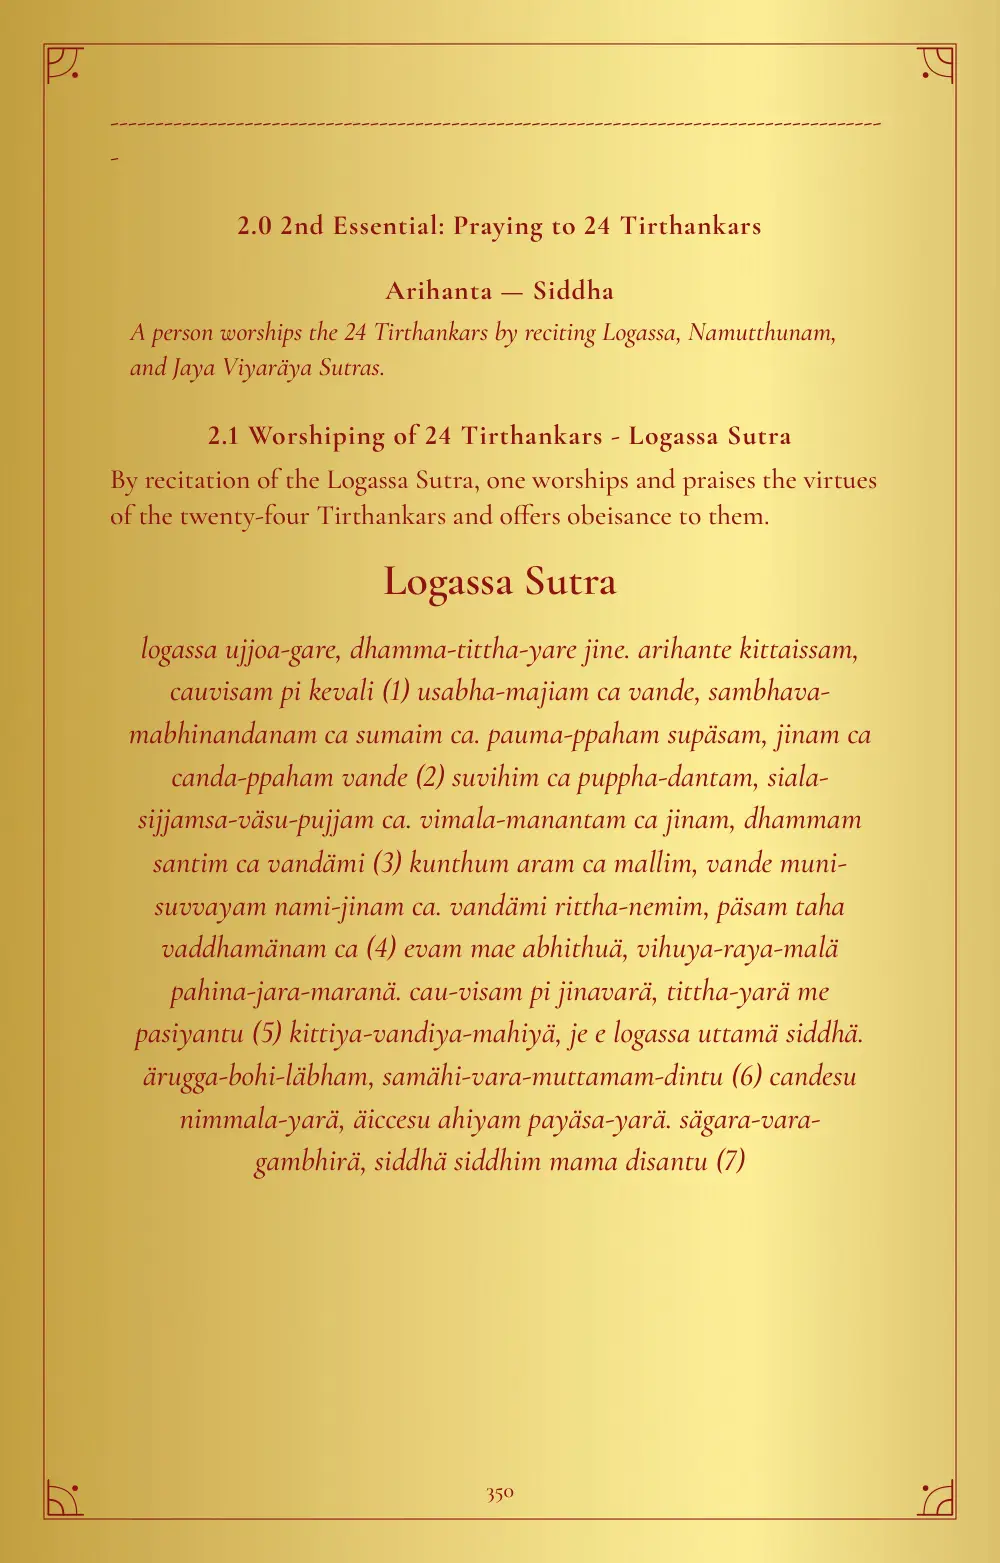 2.0 2nd Essential: Praying to 24 Tirthankars
Arihanta — Siddha
A person worships the 24 Tirthankars by reciting Logassa, Namutthunam,
and Jaya Viyaräya Sutras.
2.1 Worshiping of 24 Tirthankars - Logassa Sutra
By recitation of the Logassa Sutra, one worships and praises the virtues
of the twenty-four Tirthankars and offers obeisance to them.
Logassa Sutra
logassa ujjoa-gare, dhamma-tittha-yare jine. arihante kittaissam,
cauvisam pi kevali (1) usabha-majiam ca vande, sambhava-
mabhinandanam ca sumaim ca. pauma-ppaham supäsam, jinam ca
canda-ppaham vande (2) suvihim ca puppha-dantam, siala-
sijjamsa-väsu-pujjam ca. vimala-manantam ca jinam, dhammam
santim ca vandämi (3) kunthum aram ca mallim, vande muni-
suvvayam nami-jinam ca. vandämi rittha-nemim, päsam taha
vaddhamänam ca (4) evam mae abhithuä, vihuya-raya-malä
pahina-jara-maranä. cau-visam pi jinavarä, tittha-yarä me
pasiyantu (5) kittiya-vandiya-mahiyä, je e logassa uttamä siddhä.
ärugga-bohi-läbham, samähi-vara-muttamam-dintu (6) candesu
nimmala-yarä, äiccesu ahiyam payäsa-yarä. sägara-vara-
gambhirä, siddhä siddhim mama disantu (7)
350